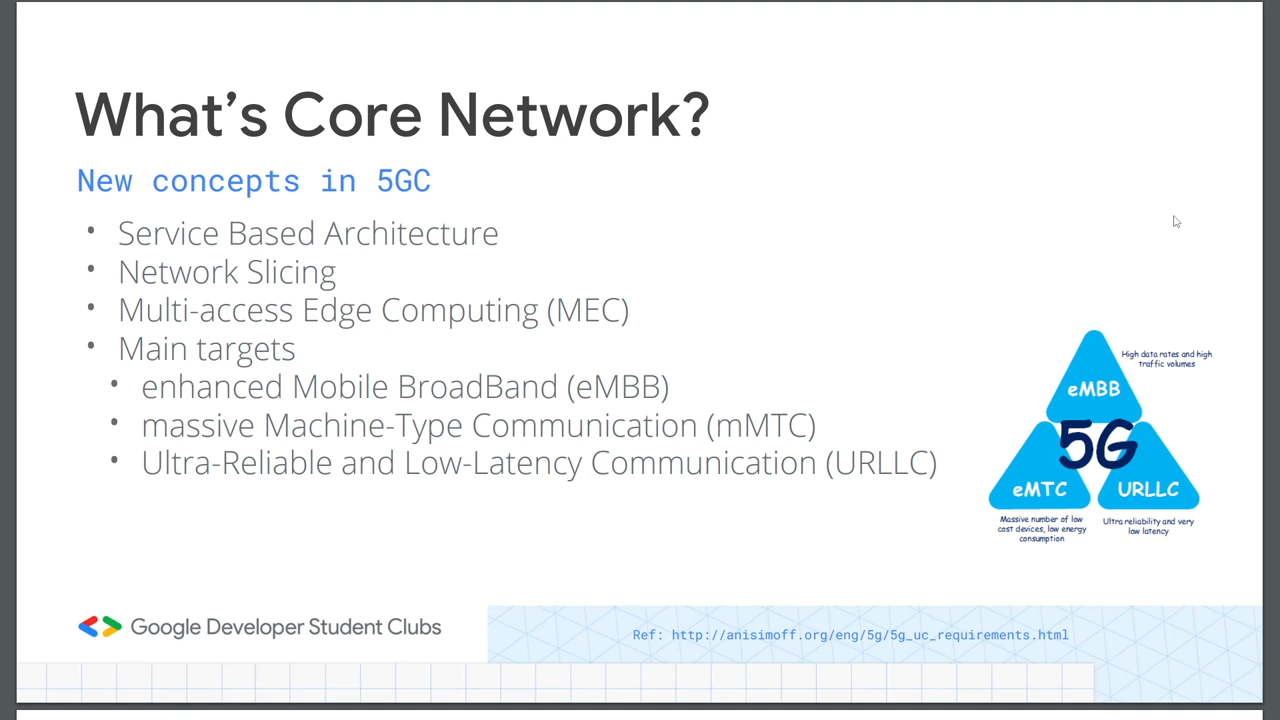 What's Core Network?
New concepts in 5GC
• Service Based Architecture
• Network Slicing
• Multi-access Edge Computing (MEC)
• Main targets
• enhanced Mobile BroadBand (eMBB)
• massive Machine-Type Communication (mMTC)
• Ultra-Reliable and Low-Latency Communication (URLLC)
High data rates and high
traffic volumes
eMBB
5G
eMTC
URLLC
Massive number of low
cost devices, low energy
consumption
Ultra reliability and very
low latency
Google Developer Student Clubs
Ref: http://anisimoff.org/eng/5g/5g_uc_requirements.html